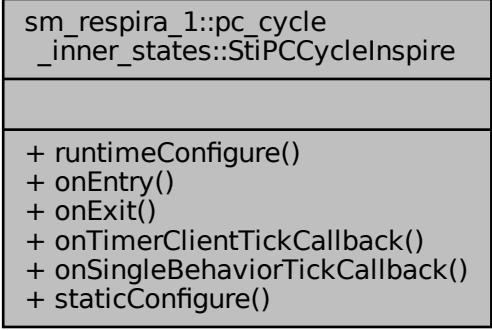 sm_respira_1::pc_cycle
_inner_states::StiPCCycleInspire
+ runtimeConfigure()
+ onEntry()
+ onExit()
+ onTimerClientTickCallback()
+ onSingleBehaviorTickCallback()
+ staticConfigure()